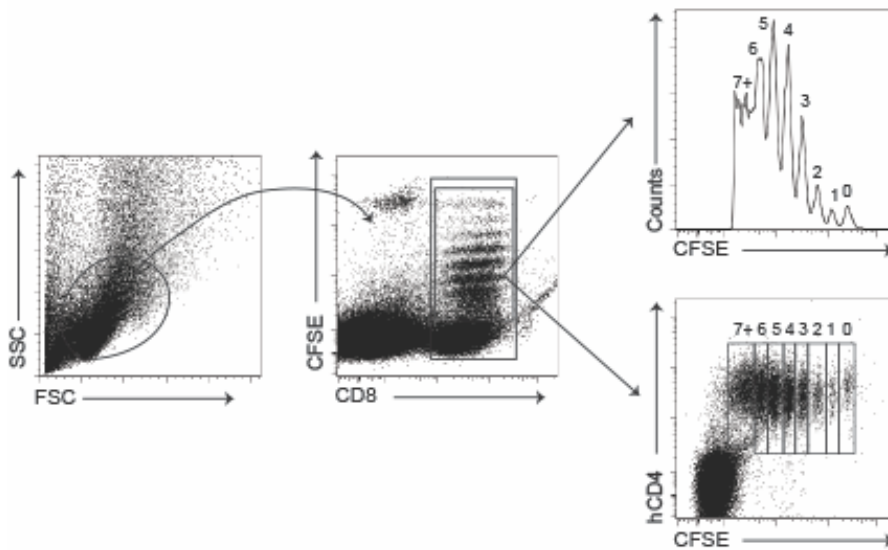 SSC
FSC
CFSE
CD8
Counts
7+ 6 5 4 3 2 1 0
CFSE
hCD4
7+ 6 5 4 3 2 1 0
CFSE